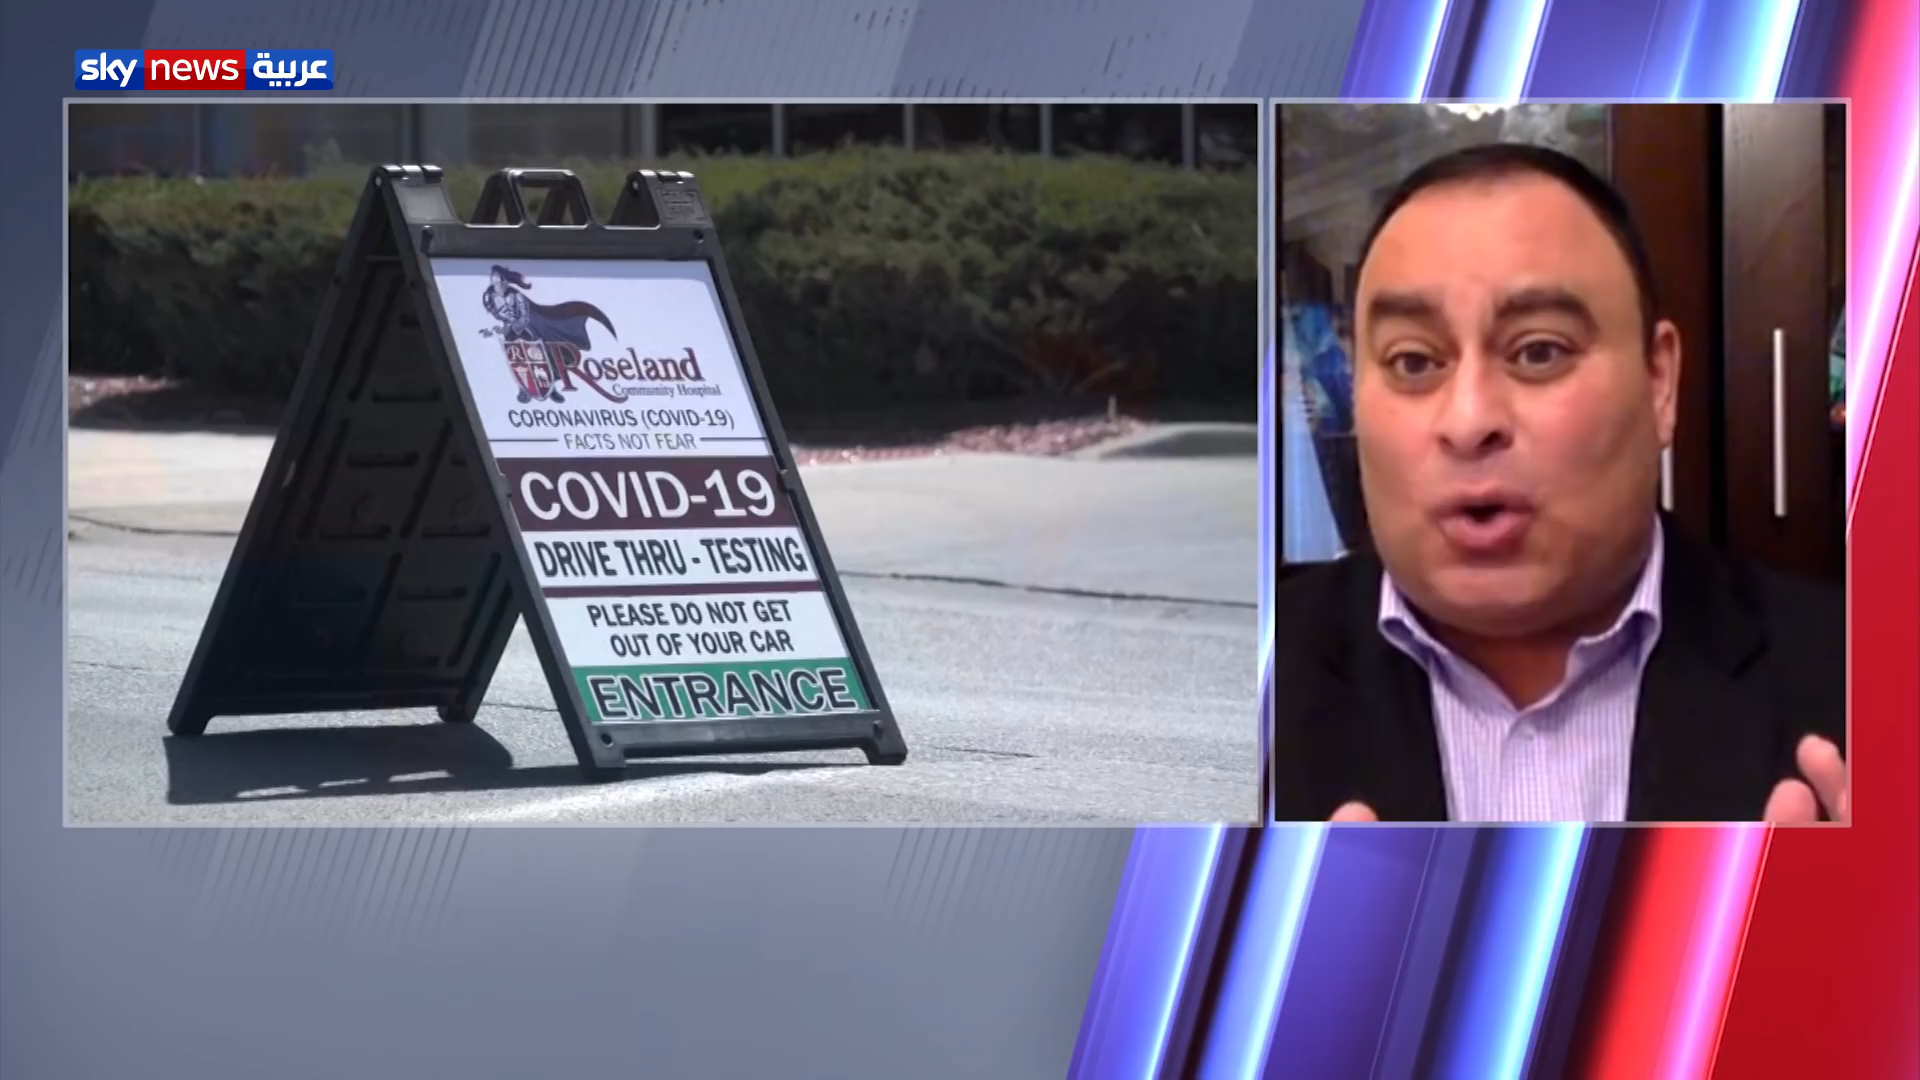 sky news عربية
Roseland
Community Hospital
CORONAVIRUS (COVID-19)
FACTS NOT FEAR
COVID-19
DRIVE THRU - TESTING
PLEASE DO NOT GET
OUT OF YOUR CAR
ENTRANCE